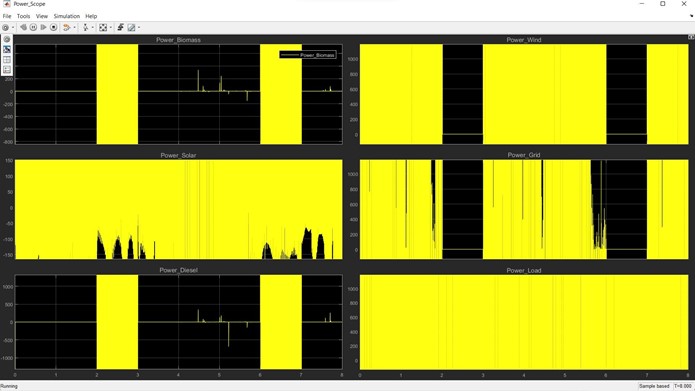 Power_Scope
File Tools View Simulation Help
Power_Biomass
Power_Biomass
200
0
-200
-400
-600
-800
Power_Wind
1000
800
600
400
200
0
Power_Solar
150
100
50
0
-50
-100
-150
Power_Grid
1000
800
600
400
200
0
Power_Diesel
1000
500
0
-500
-1000
0 1 2 3 4 5 6 7 8
Power_Load
1000
800
600
400
200
0
0 1 2 3 4 5 6 7 8
Running
Sample based T=8.000